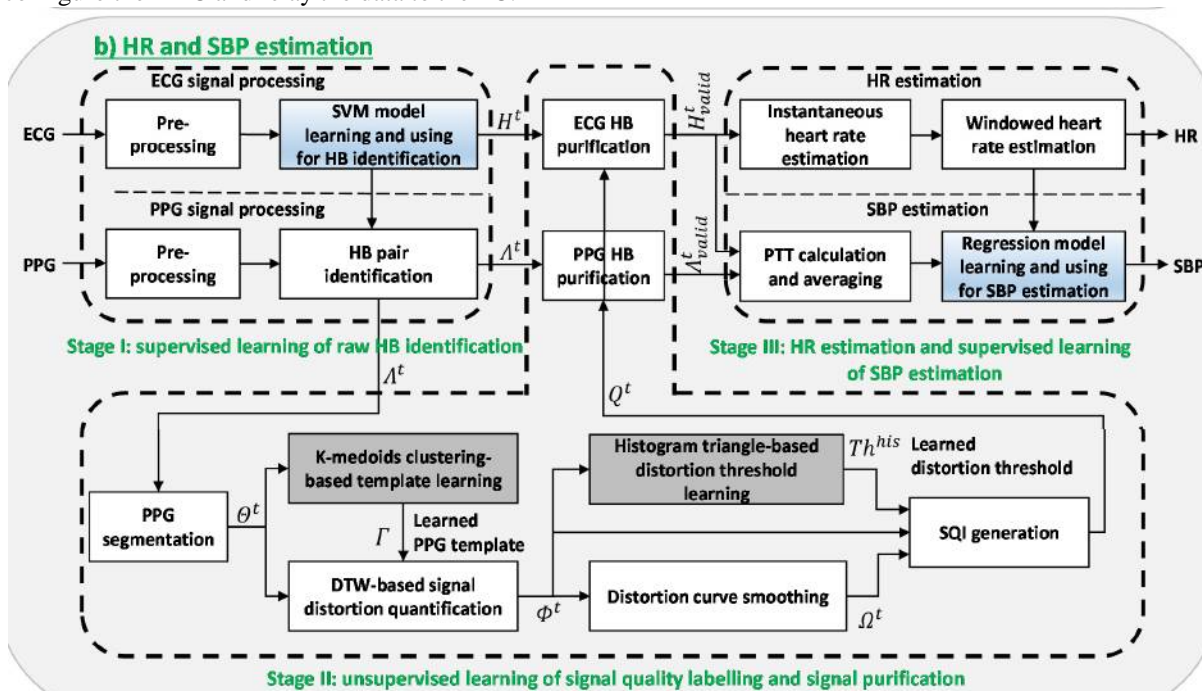 b) HR and SBP estimation
ECG signal processing
HR estimation
ECG
Pre-
processing
SVM model
learning and using
for HB identification
H^t
ECG HB
purification
H^t_valid
Instantaneous
heart rate
estimation
Windowed heart
rate estimation
HR
PPG signal processing
SBP estimation
PPG
Pre-
processing
HB pair
identification
Λ^t
PPG HB
purification
Λ^t_valid
PTT calculation
and averaging
Regression model
learning and using
for SBP estimation
SBP
Stage I: supervised learning of raw HB identification
Stage III: HR estimation and supervised learning
of SBP estimation
Λ^t
Q^t
K-medoids clustering-
based template learning
Histogram triangle-based
distortion threshold
learning
Th^his
Learned
distortion threshold
PPG
segmentation
Θ^t
Γ
Learned
PPG template
SQI generation
DTW-based signal
distortion quantification
Φ^t
Distortion curve smoothing
Ω^t
Stage II: unsupervised learning of signal quality labelling and signal purification